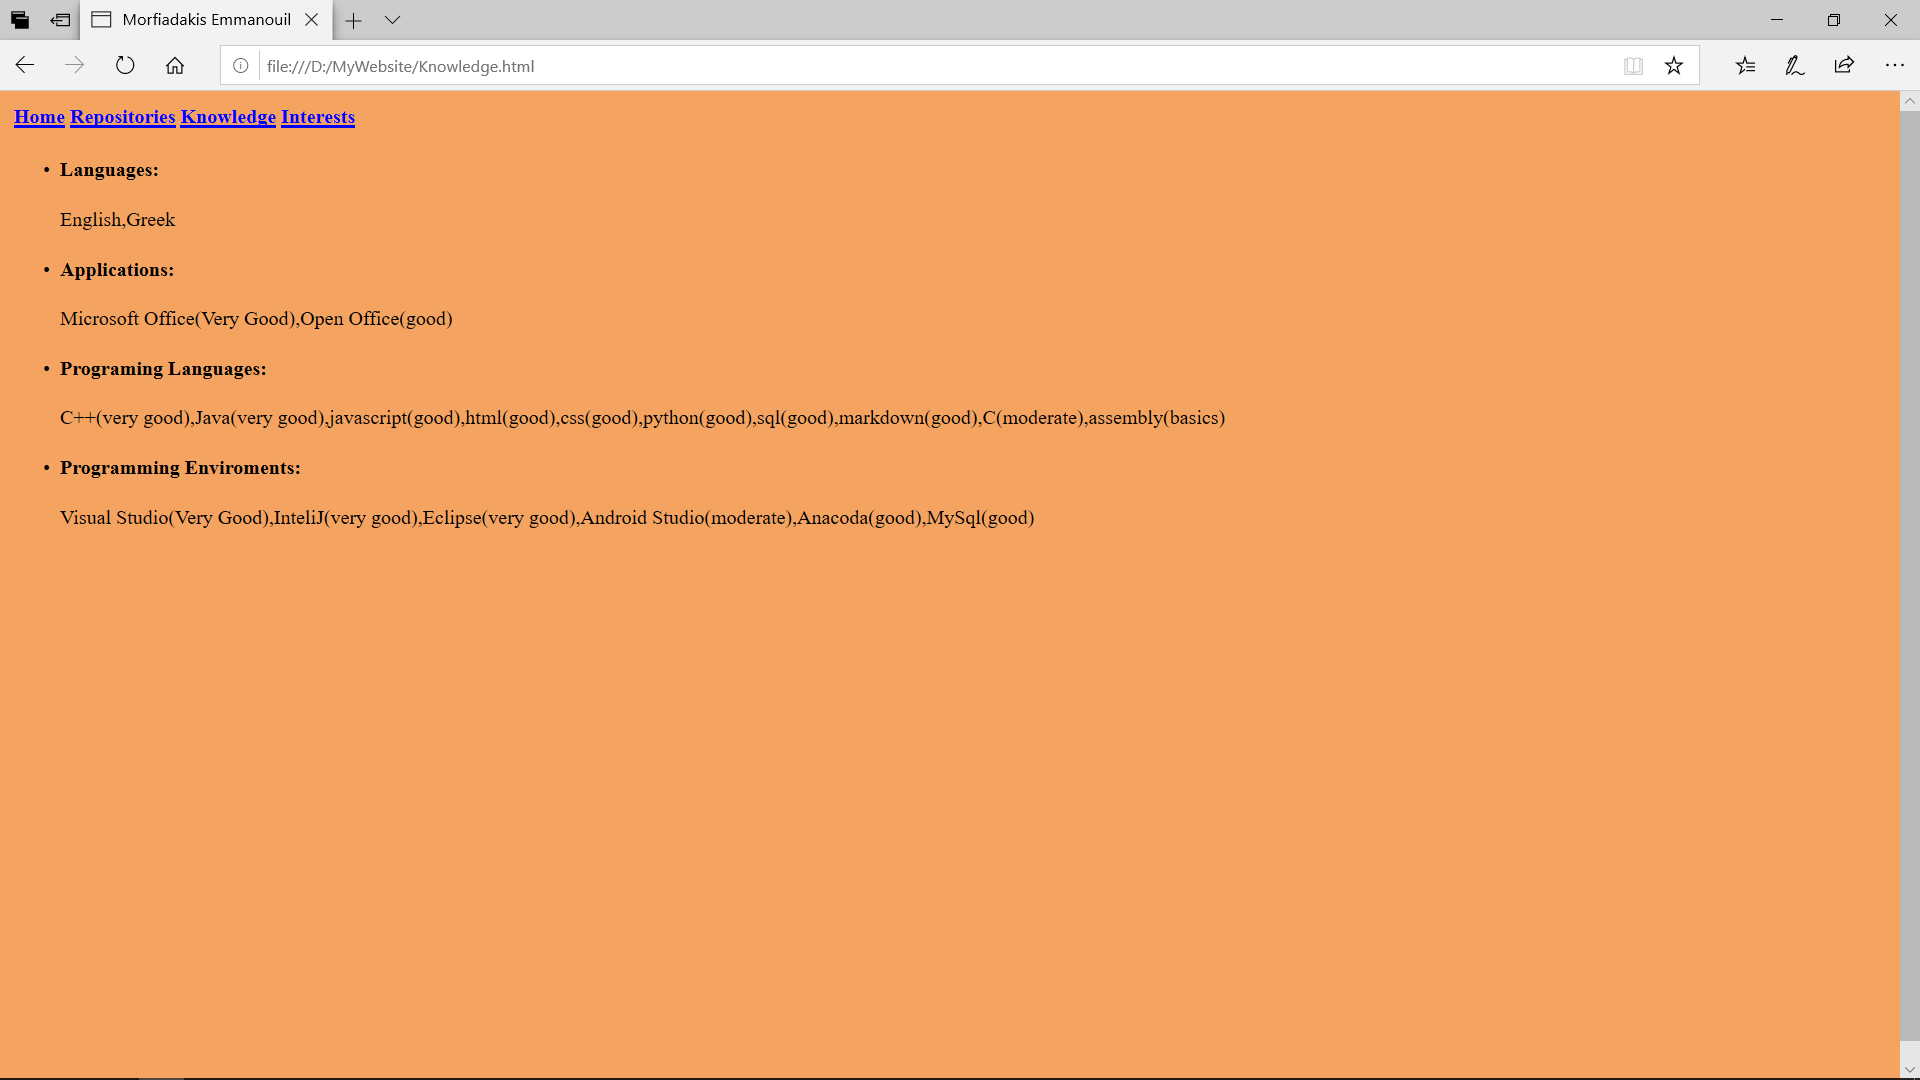 Morfiadakis Emmanouil
file:///D:/MyWebsite/Knowledge.html
Home Repositories Knowledge Interests
• Languages:
English,Greek
• Applications:
Microsoft Office(Very Good),Open Office(good)
• Programing Languages:
C++(very good),Java(very good),javascript(good),html(good),css(good),python(good),sql(good),markdown(good),C(moderate),assembly(basics)
• Programming Enviroments:
Visual Studio(Very Good),InteliJ(very good),Eclipse(very good),Android Studio(moderate),Anacoda(good),MySql(good)